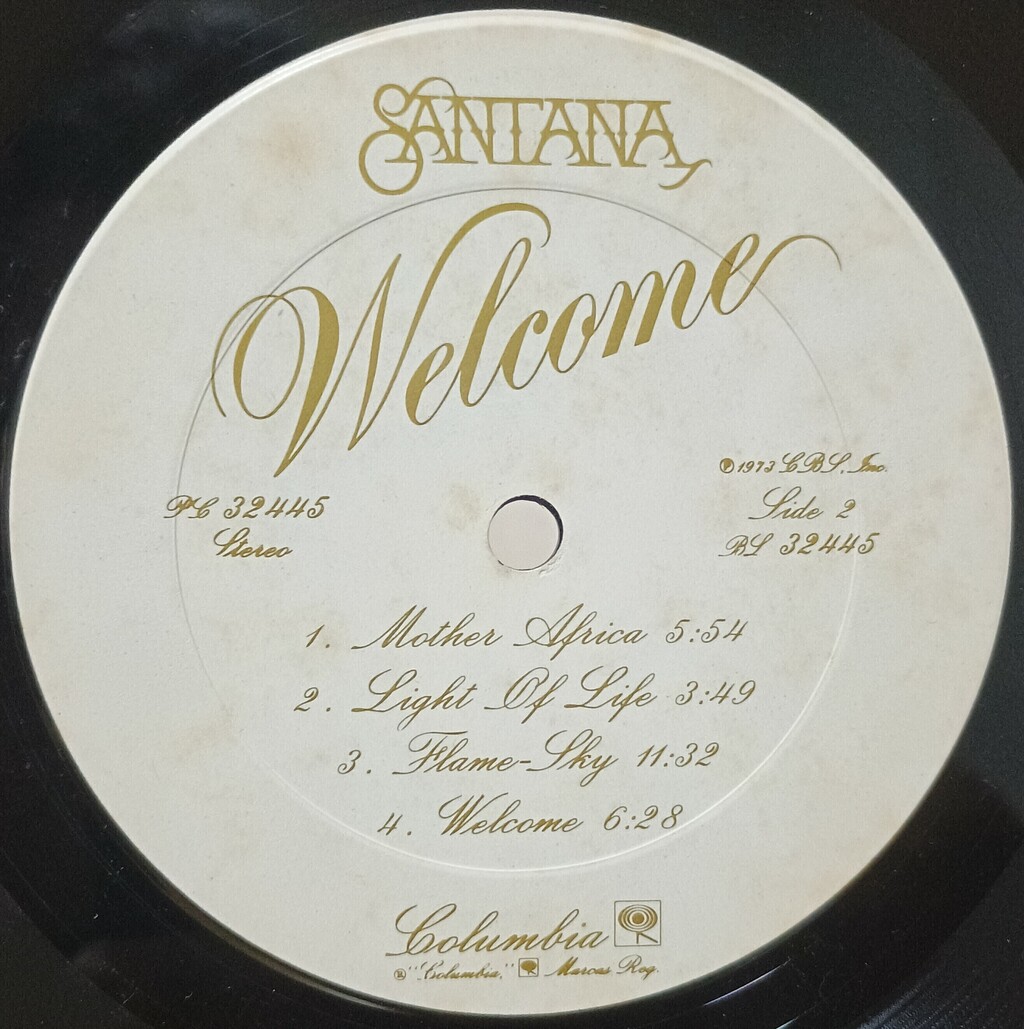 SANTANA
Welcome
℗ 1973 CBS, Inc.
PC 32445
Side 2
Stereo
BL 32445
1. Mother Africa 5:54
2. Light Of Life 3:49
3. Flame-Sky 11:32
4. Welcome 6:28
Columbia
® "Columbia," Marcas Reg.